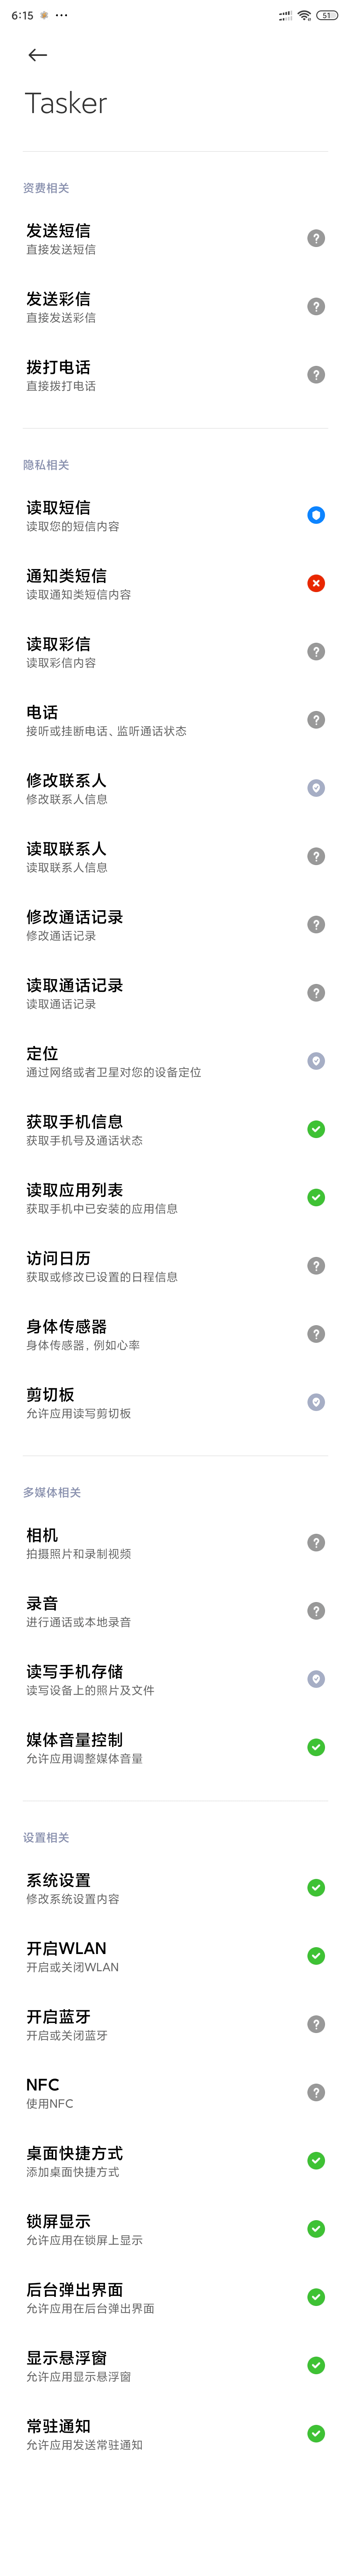 6:15
51
Tasker
资费相关
发送短信
直接发送短信
发送彩信
直接发送彩信
拨打电话
直接拨打电话
隐私相关
读取短信
读取您的短信内容
通知类短信
读取通知类短信内容
读取彩信
读取彩信内容
电话
接听或挂断电话、监听通话状态
修改联系人
修改联系人信息
读取联系人
读取联系人信息
修改通话记录
修改通话记录
读取通话记录
读取通话记录
定位
通过网络或者卫星对您的设备定位
获取手机信息
获取手机号及通话状态
读取应用列表
获取手机中已安装的应用信息
访问日历
获取或修改已设置的日程信息
身体传感器
身体传感器, 例如心率
剪切板
允许应用读写剪切板
多媒体相关
相机
拍摄照片和录制视频
录音
进行通话或本地录音
读写手机存储
读写设备上的照片及文件
媒体音量控制
允许应用调整媒体音量
设置相关
系统设置
修改系统设置内容
开启WLAN
开启或关闭WLAN
开启蓝牙
开启或关闭蓝牙
NFC
使用NFC
桌面快捷方式
添加桌面快捷方式
锁屏显示
允许应用在锁屏上显示
后台弹出界面
允许应用在后台弹出界面
显示悬浮窗
允许应用显示悬浮窗
常驻通知
允许应用发送常驻通知